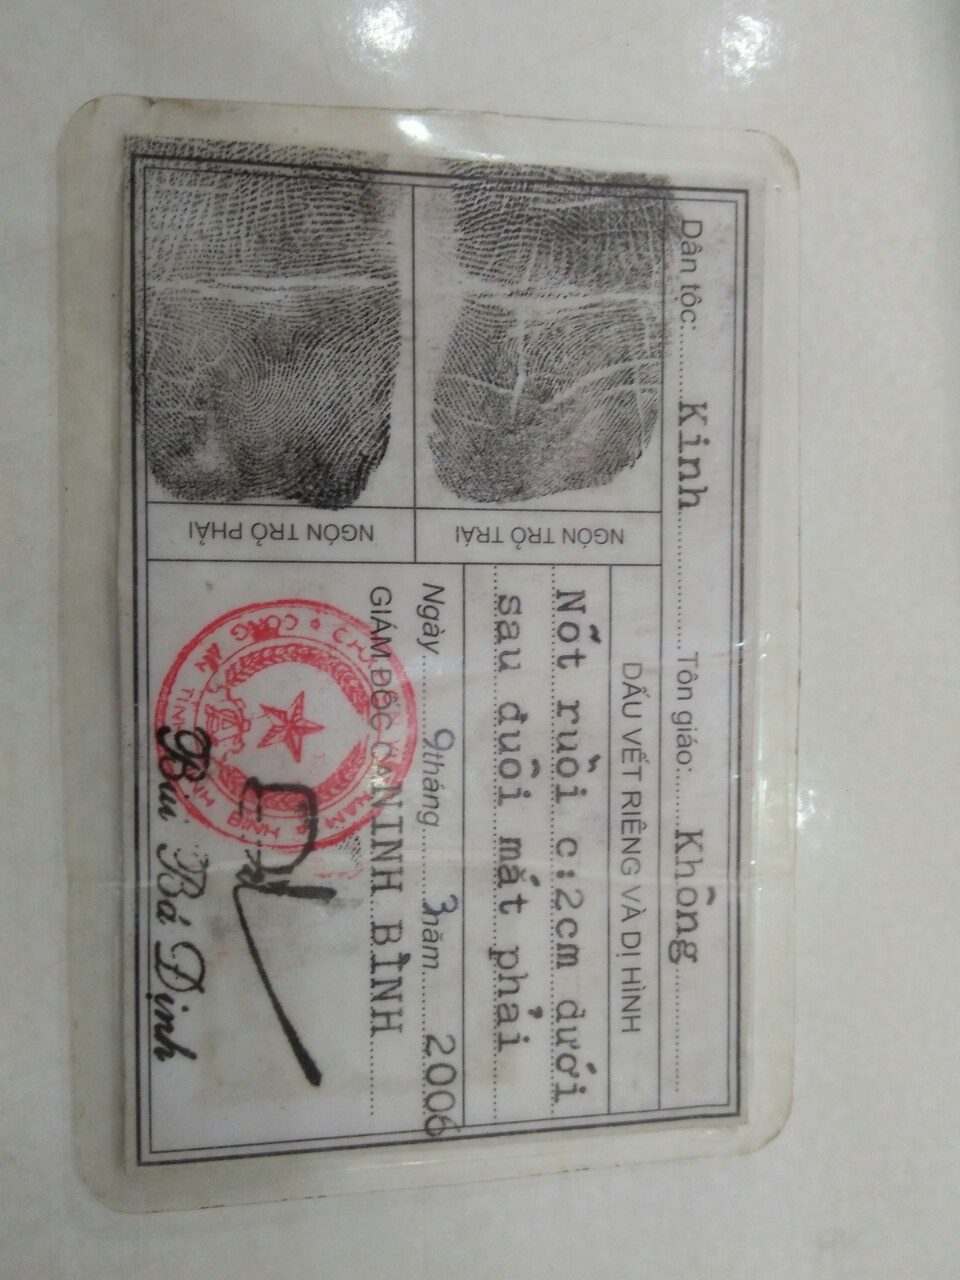 Dân tộc: Kinh Tôn giáo: Không
NGÓN TRỎ TRÁI
NGÓN TRỎ PHẢI
DẤU VẾT RIÊNG VÀ DỊ HÌNH
Nốt ruồi c:2cm dưới
sau đuôi mắt phải
Ngày 9 tháng 3 năm 2006
GIÁM ĐỐC CA NINH BÌNH
CÔNG AN TỈNH
Bùi Bá Định